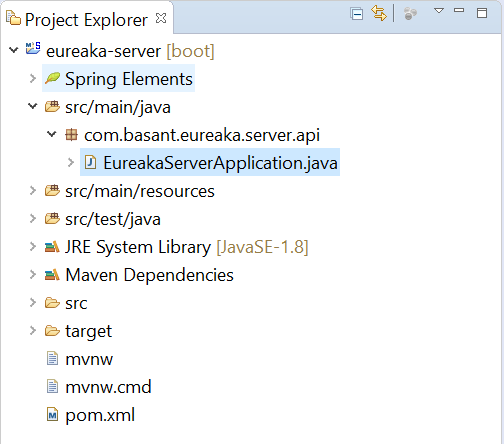 Project Explorer
eureaka-server [boot]
Spring Elements
src/main/java
com.basant.eureaka.server.api
EureakaServerApplication.java
src/main/resources
src/test/java
JRE System Library [JavaSE-1.8]
Maven Dependencies
src
target
mvnw
mvnw.cmd
pom.xml